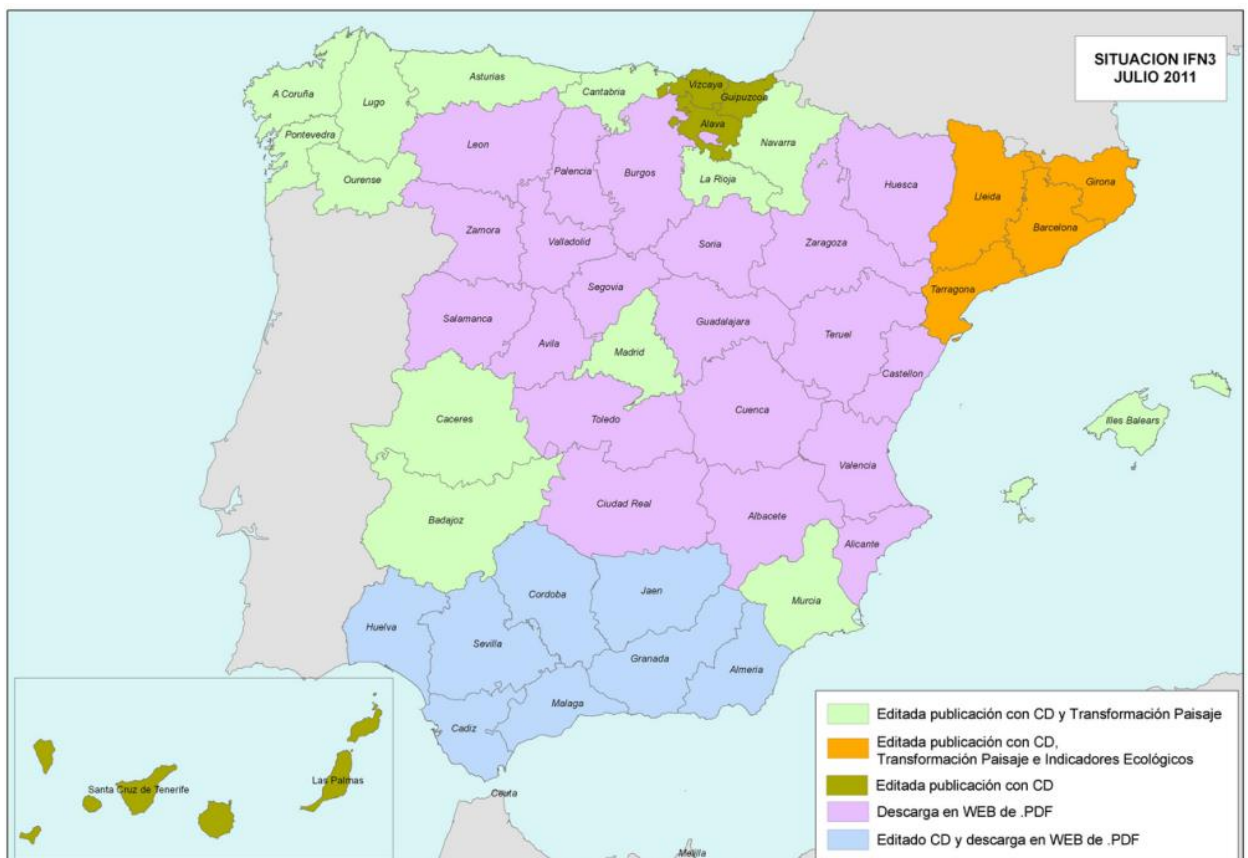 SITUACION IFN3
JULIO 2011
A Coruña
Lugo
Asturias
Cantabria
Vizcaya
Guipuzcoa
Alava
Navarra
Pontevedra
Ourense
Leon
Palencia
Burgos
La Rioja
Huesca
Lleida
Girona
Barcelona
Tarragona
Zamora
Valladolid
Soria
Zaragoza
Segovia
Salamanca
Avila
Madrid
Guadalajara
Teruel
Castellon
Caceres
Toledo
Cuenca
Valencia
Illes Balears
Badajoz
Ciudad Real
Albacete
Alicante
Murcia
Huelva
Sevilla
Cordoba
Jaen
Granada
Almeria
Malaga
Cadiz
Ceuta
Melilla
Santa Cruz de Tenerife
Las Palmas
Editada publicación con CD y Transformación Paisaje
Editada publicación con CD,
Transformación Paisaje e Indicadores Ecológicos
Editada publicación con CD
Descarga en WEB de .PDF
Editado CD y descarga en WEB de .PDF